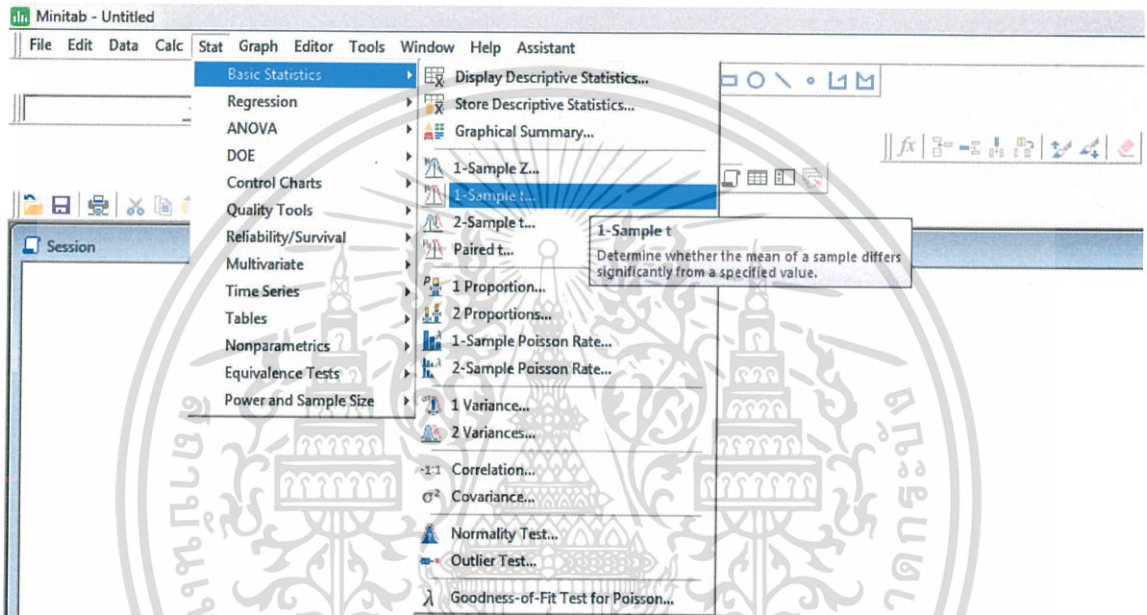 Minitab - Untitled
File Edit Data Calc Stat Graph Editor Tools Window Help Assistant
Basic Statistics
Regression
ANOVA
DOE
Control Charts
Quality Tools
Reliability/Survival
Multivariate
Time Series
Tables
Nonparametrics
Equivalence Tests
Power and Sample Size
Display Descriptive Statistics...
Store Descriptive Statistics...
Graphical Summary...
1-Sample Z...
1-Sample t...
2-Sample t...
Paired t...
1 Proportion...
2 Proportions...
1-Sample Poisson Rate...
2-Sample Poisson Rate...
1 Variance...
2 Variances...
Correlation...
Covariance...
Normality Test...
Outlier Test...
Goodness-of-Fit Test for Poisson...
1-Sample t
Determine whether the mean of a sample differs
significantly from a specified value.
Session